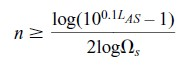 n ≥ log(10^{0.1L_{AS}} − 1) / 2logΩ_s